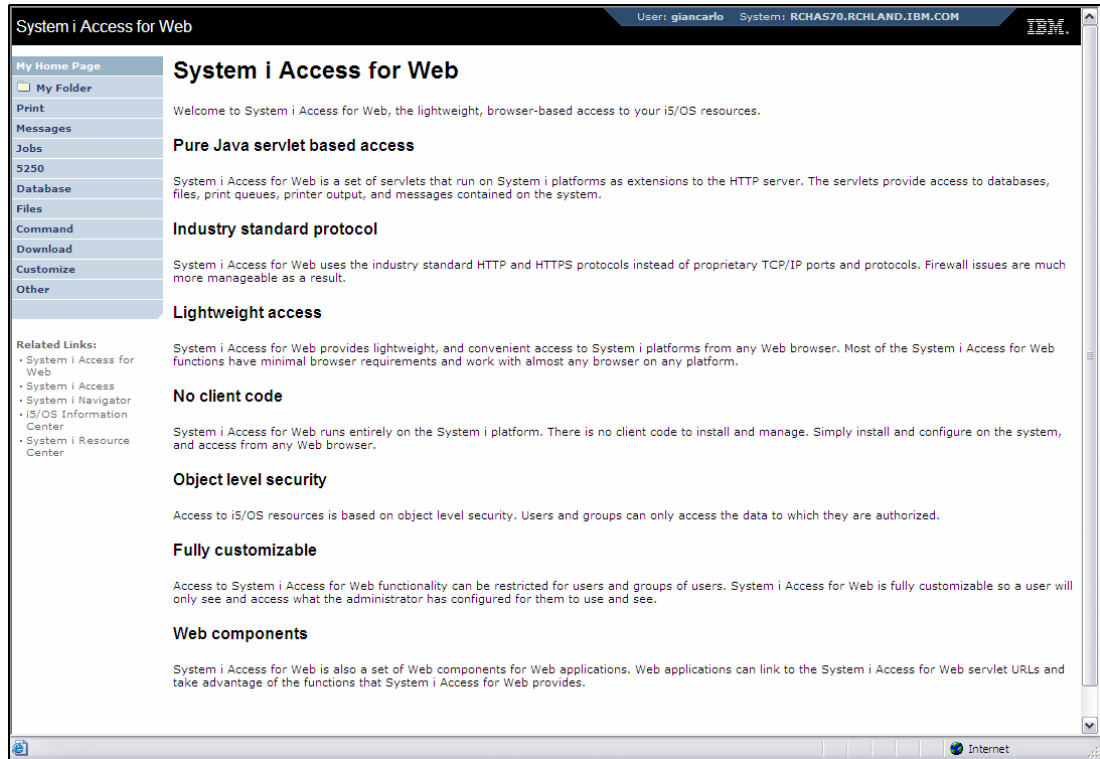 System i Access for Web
User: giancarlo System: RCHAS70.RCHLAND.IBM.COM
IBM.
My Home Page
My Folder
Print
Messages
Jobs
5250
Database
Files
Command
Download
Customize
Other
Related Links:
• System i Access for
Web
• System i Access
• System i Navigator
• i5/OS Information
Center
• System i Resource
Center
System i Access for Web
Welcome to System i Access for Web, the lightweight, browser-based access to your i5/OS resources.
Pure Java servlet based access
System i Access for Web is a set of servlets that run on System i platforms as extensions to the HTTP server. The servlets provide access to databases,
files, print queues, printer output, and messages contained on the system.
Industry standard protocol
System i Access for Web uses the industry standard HTTP and HTTPS protocols instead of proprietary TCP/IP ports and protocols. Firewall issues are much
more manageable as a result.
Lightweight access
System i Access for Web provides lightweight, and convenient access to System i platforms from any Web browser. Most of the System i Access for Web
functions have minimal browser requirements and work with almost any browser on any platform.
No client code
System i Access for Web runs entirely on the System i platform. There is no client code to install and manage. Simply install and configure on the system,
and access from any Web browser.
Object level security
Access to i5/OS resources is based on object level security. Users and groups can only access the data to which they are authorized.
Fully customizable
Access to System i Access for Web functionality can be restricted for users and groups of users. System i Access for Web is fully customizable so a user will
only see and access what the administrator has configured for them to use and see.
Web components
System i Access for Web is also a set of Web components for Web applications. Web applications can link to the System i Access for Web servlet URLs and
take advantage of the functions that System i Access for Web provides.
Internet